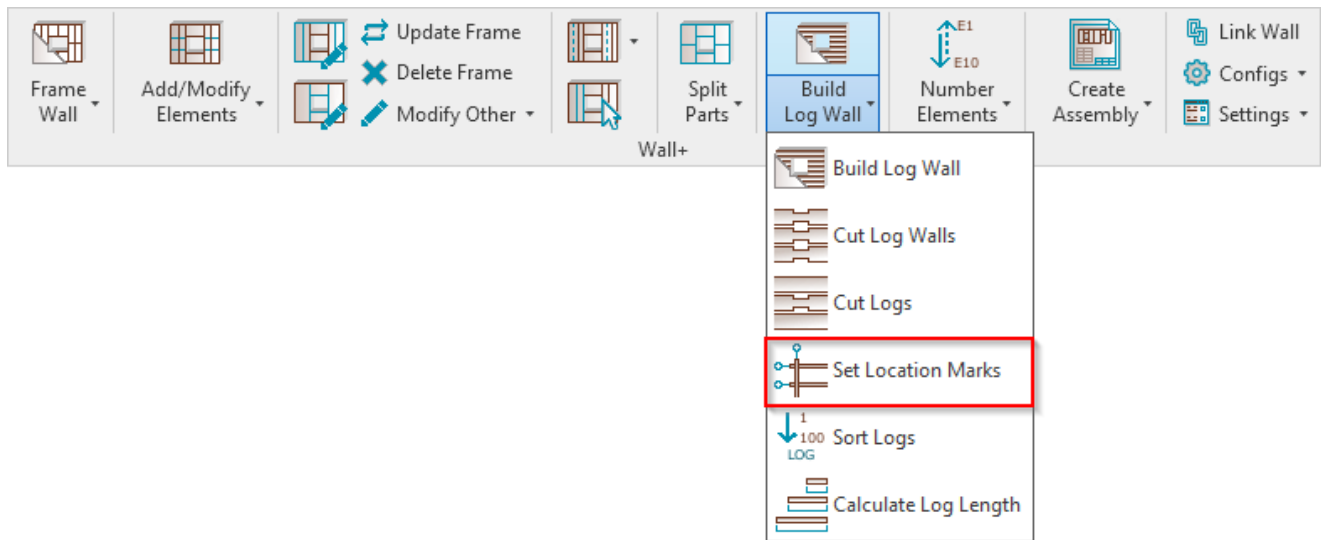 Frame
Wall
Add/Modify
Elements
Update Frame
Delete Frame
Modify Other
Split
Parts
Build
Log Wall
E1
E10
Number
Elements
Create
Assembly
Link Wall
Configs
Settings
Wall+
Build Log Wall
Cut Log Walls
Cut Logs
Set Location Marks
1
100
LOG
Sort Logs
Calculate Log Length